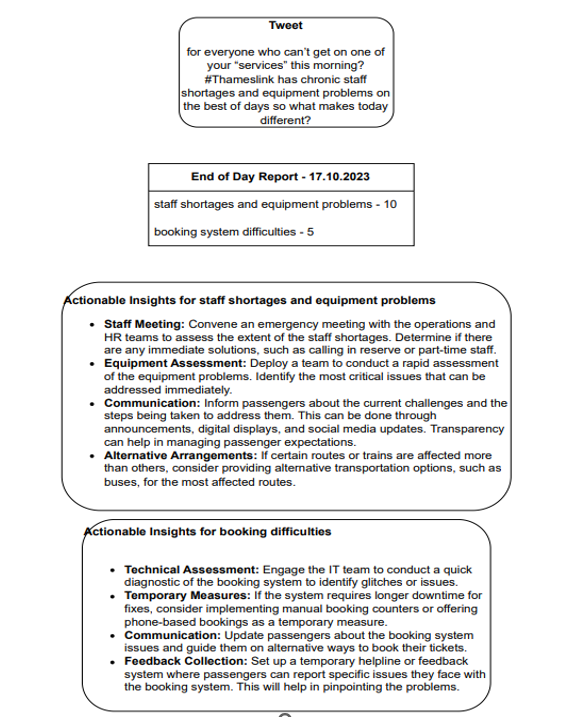 Tweet
for everyone who can't get on one of
your "services" this morning?
#Thameslink has chronic staff
shortages and equipment problems on
the best of days so what makes today
different?
End of Day Report - 17.10.2023
staff shortages and equipment problems - 10
booking system difficulties - 5
Actionable Insights for staff shortages and equipment problems
• Staff Meeting: Convene an emergency meeting with the operations and
HR teams to assess the extent of the staff shortages. Determine if there
are any immediate solutions, such as calling in reserve or part-time staff.
• Equipment Assessment: Deploy a team to conduct a rapid assessment
of the equipment problems. Identify the most critical issues that can be
addressed immediately.
• Communication: Inform passengers about the current challenges and the
steps being taken to address them. This can be done through
announcements, digital displays, and social media updates. Transparency
can help in managing passenger expectations.
• Alternative Arrangements: If certain routes or trains are affected more
than others, consider providing alternative transportation options, such as
buses, for the most affected routes.
Actionable Insights for booking difficulties
• Technical Assessment: Engage the IT team to conduct a quick
diagnostic of the booking system to identify glitches or issues.
• Temporary Measures: If the system requires longer downtime for
fixes, consider implementing manual booking counters or offering
phone-based bookings as a temporary measure.
• Communication: Update passengers about the booking system
issues and guide them on alternative ways to book their tickets.
• Feedback Collection: Set up a temporary helpline or feedback
system where passengers can report specific issues they face with
the booking system. This will help in pinpointing the problems.